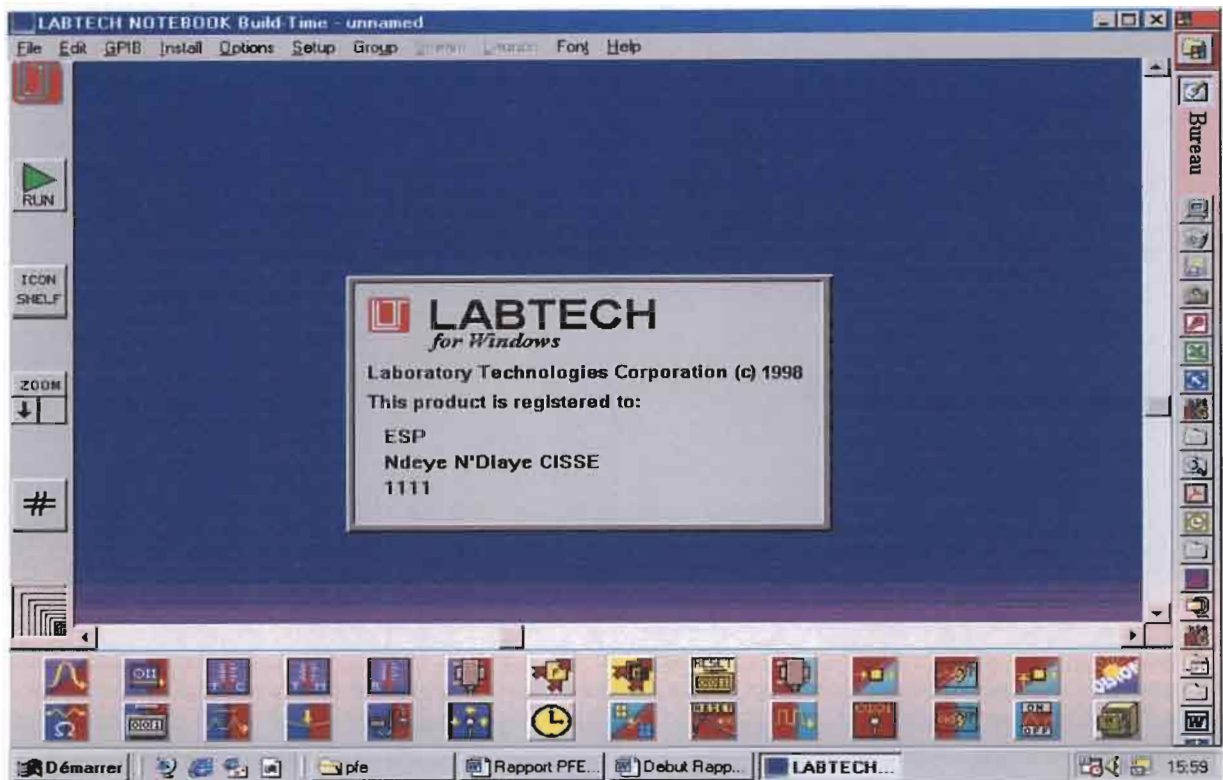 LABTECH NOTEBOOK Build-Time - unnamed
File Edit GPIB Install Options Setup Group Font Help
Bureau
RUN
ICON
SHELF
ZOOM
#
LABTECH
for Windows
Laboratory Technologies Corporation (c) 1998
This product is registered to:
ESP
Ndeye N'Diaye CISSE
1111
RESET
ON
OFF
Démarrer pfe Rapport PFE... Debut Rapp... LABTECH... 15:59